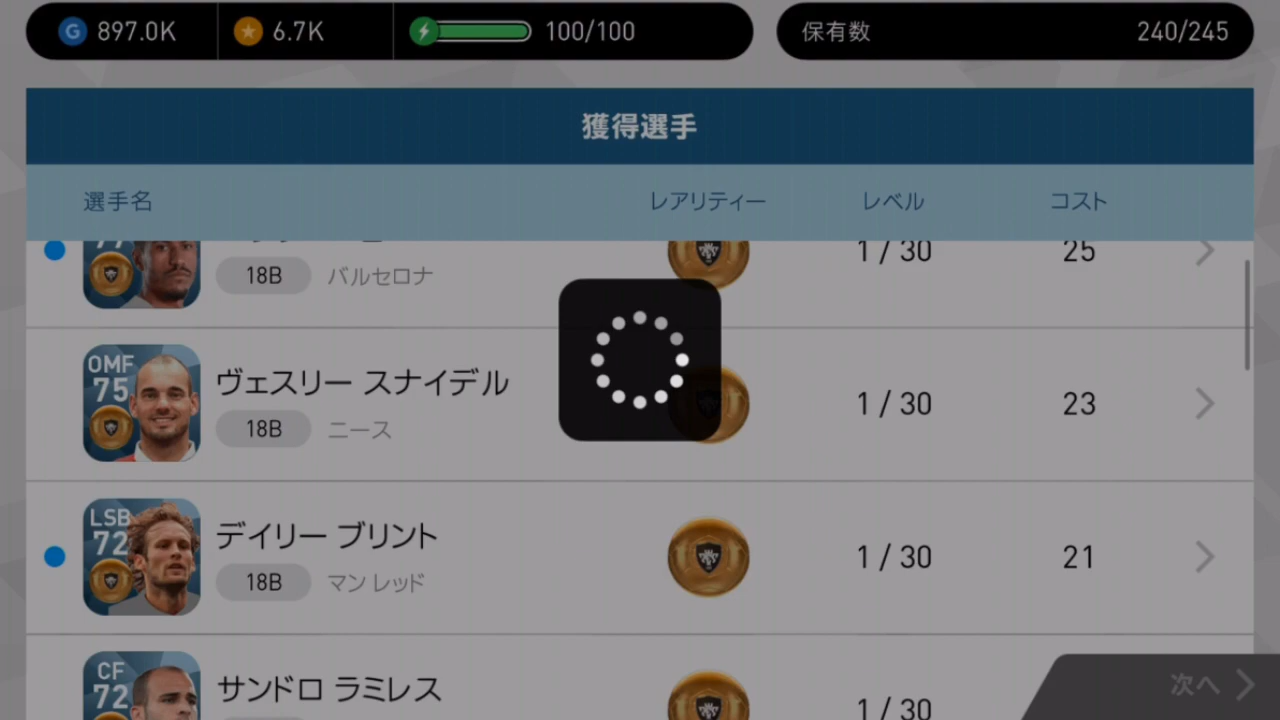 897.0K
6.7K
100/100
保有数
240/245
獲得選手
選手名
レアリティー
レベル
コスト
18B
バルセロナ
1 / 30
25
OMF
75
ヴェスリー スナイデル
18B
ニース
1 / 30
23
LSB
72
デイリー ブリント
18B
マン レッド
1 / 30
21
CF
72
サンドロ ラミレス
1 / 30
次へ